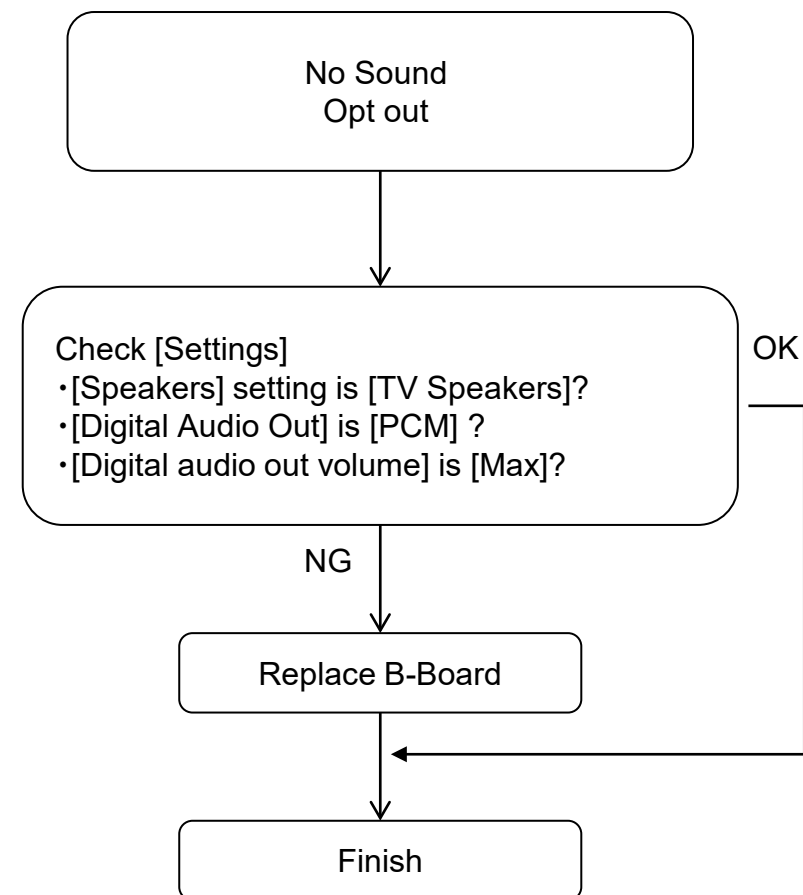 No Sound
Opt out
Check [Settings]
・[Speakers] setting is [TV Speakers]?
・[Digital Audio Out] is [PCM] ?
・[Digital audio out volume] is [Max]?
OK
NG
Replace B-Board
Finish